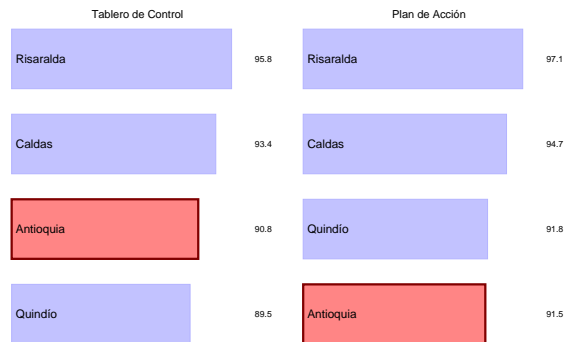 Tablero de Control
Risaralda 95.8
Caldas 93.4
Antioquia 90.8
Quindío 89.5
Plan de Acción
Risaralda 97.1
Caldas 94.7
Quindío 91.8
Antioquia 91.5